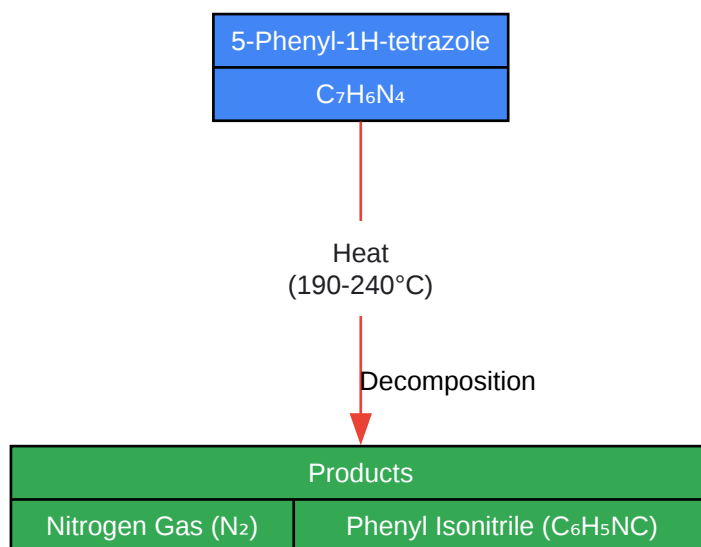 5-Phenyl-1H-tetrazole
C₇H₆N₄
Heat
(190-240°C)
Decomposition
Products
Nitrogen Gas (N₂)
Phenyl Isonitrile (C₆H₅NC)